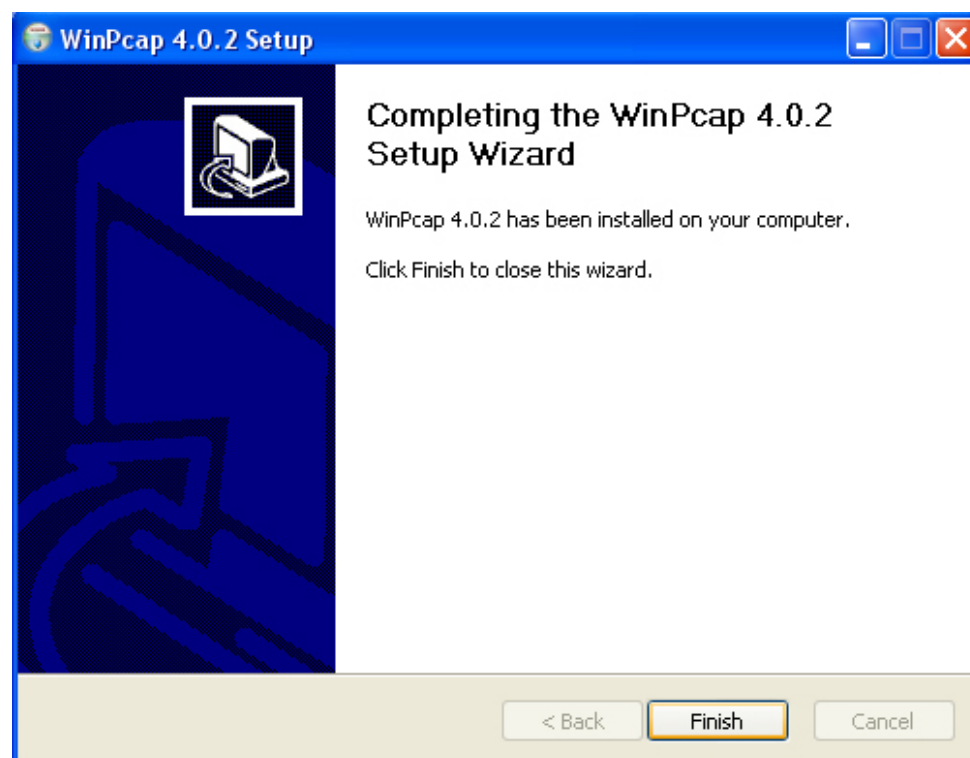 WinPcap 4.0.2 Setup
Completing the WinPcap 4.0.2
Setup Wizard
WinPcap 4.0.2 has been installed on your computer.
Click Finish to close this wizard.
< Back Finish Cancel